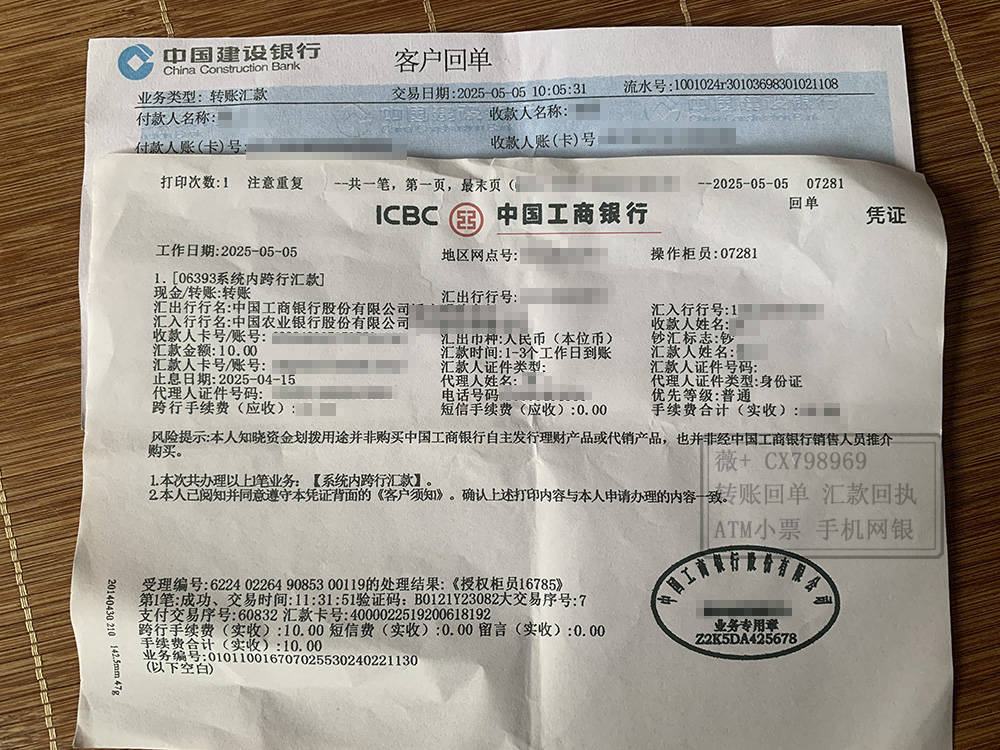 中国建设银行
China Construction Bank
客户回单
业务类型: 转账汇款 交易日期:2025-05-05 10:05:31 流水号:1001024r30103698301021108
付款人名称: 收款人名称:
付款人账(卡)号: 收款人账(卡)号
打印次数:1 注意重复 --共一笔, 第一页, 最末页( --2025-05-05 07281
ICBC 中国工商银行 回单 凭证
工作日期:2025-05-05 地区网点号: 操作柜员:07281
1. [06393系统内跨行汇款]
现金/转账:转账 汇出行行号:
汇出行行名:中国工商银行股份有限公司 汇入行行号:1
汇入行行名:中国农业银行股份有限公司 收款人姓名:
收款人卡号/账号: 汇出币种:人民币 (本位币) 钞汇标志:钞
汇款金额:10.00 汇款时间:1-3个工作日到账 汇款人姓名:
汇款人卡号/账号: 汇款人证件类型: 汇款人证件号码:
止息日期:2025-04-15 代理人姓名: 代理人证件类型:身份证
代理人证件号码: 电话号码 优先等级:普通
跨行手续费 (应收) : 短信手续费 (应收) :0.00 手续费合计 (实收) :
风险提示:本人知晓资金划拨用途并非购买中国工商银行自主发行理财产品或代销产品, 也并非经中国工商银行销售人员推介
购买。
1.本次共办理以上1笔业务: 【系统内跨行汇款】 。
2.本人已阅知并同意遵守本凭证背面的《客户须知》。确认上述打印内容与本人申请办理的内容一致。
薇+ CX798969
转账回单 汇款回执
ATM小票 手机网银
受理编号:6224 02264 90853 00119的处理结果:《授权柜员16785》
第1笔:成功、交易时间:11:31:51验证码: B0121Y23082大交易序号:7
支付交易序号:60832 汇款卡号:4000022519200618192
跨行手续费 (实收) :10.00 短信费 (实收) :0.00 留言 (实收) :0.00
手续费合计 (实收) :10.00
业务编号:010110016707025530240221130
(以下空白)
中国工商银行股份有限公司
业务专用章
Z2K5DA425678